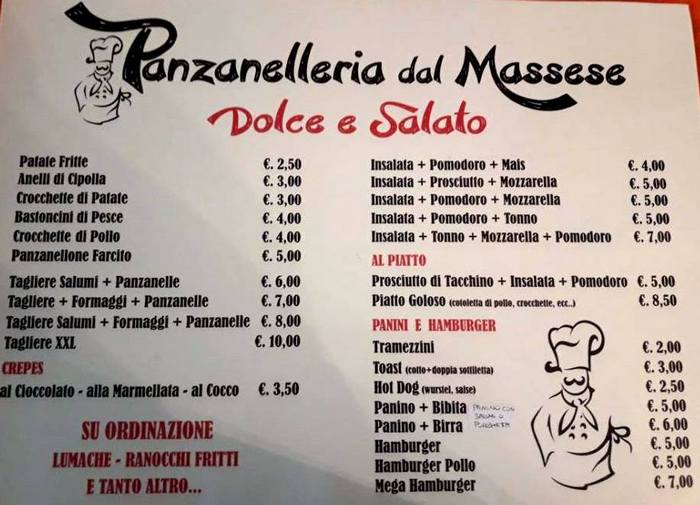 Panzanelleria dal Massese
Dolce e Salato
Patate Fritte €. 2,50
Anelli di Cipolla €. 3,00
Crocchette di Patate €. 3,00
Bastoncini di Pesce €. 4,00
Crocchette di Pollo €. 4,00
Panzanellone Farcito €. 5,00
Tagliere Salumi + Panzanelle €. 6,00
Tagliere + Formaggi + Panzanelle €. 7,00
Tagliere Salumi + Formaggi + Panzanelle €. 8,00
Tagliere XXL €. 10,00
CREPES
al Cioccolato - alla Marmellata - al Cocco €. 3,50
SU ORDINAZIONE
LUMACHE - RANOCCHI FRITTI
E TANTO ALTRO...
Insalata + Pomodoro + Mais €. 4,00
Insalata + Prosciutto + Mozzarella €. 5,00
Insalata + Pomodoro + Mozzarella €. 5,00
Insalata + Pomodoro + Tonno €. 5,00
Insalata + Tonno + Mozzarella + Pomodoro €. 7,00
AL PIATTO
Prosciutto di Tacchino + Insalata + Pomodoro €. 5,00
Piatto Goloso (cotoletta di pollo, crocchette, ecc..) €. 8,50
PANINI E HAMBURGER
Tramezzini €. 2,00
Toast (cotto+doppia sottiletta) €. 3,00
Hot Dog (wurstel, salse) €. 2,50
Panino + Bibita €. 5,00
Panino + Birra €. 6,00
PANINO CON
SALUMI O
Hamburger €. 5,00
Hamburger Pollo €. 5,00
Mega Hamburger €. 7,00